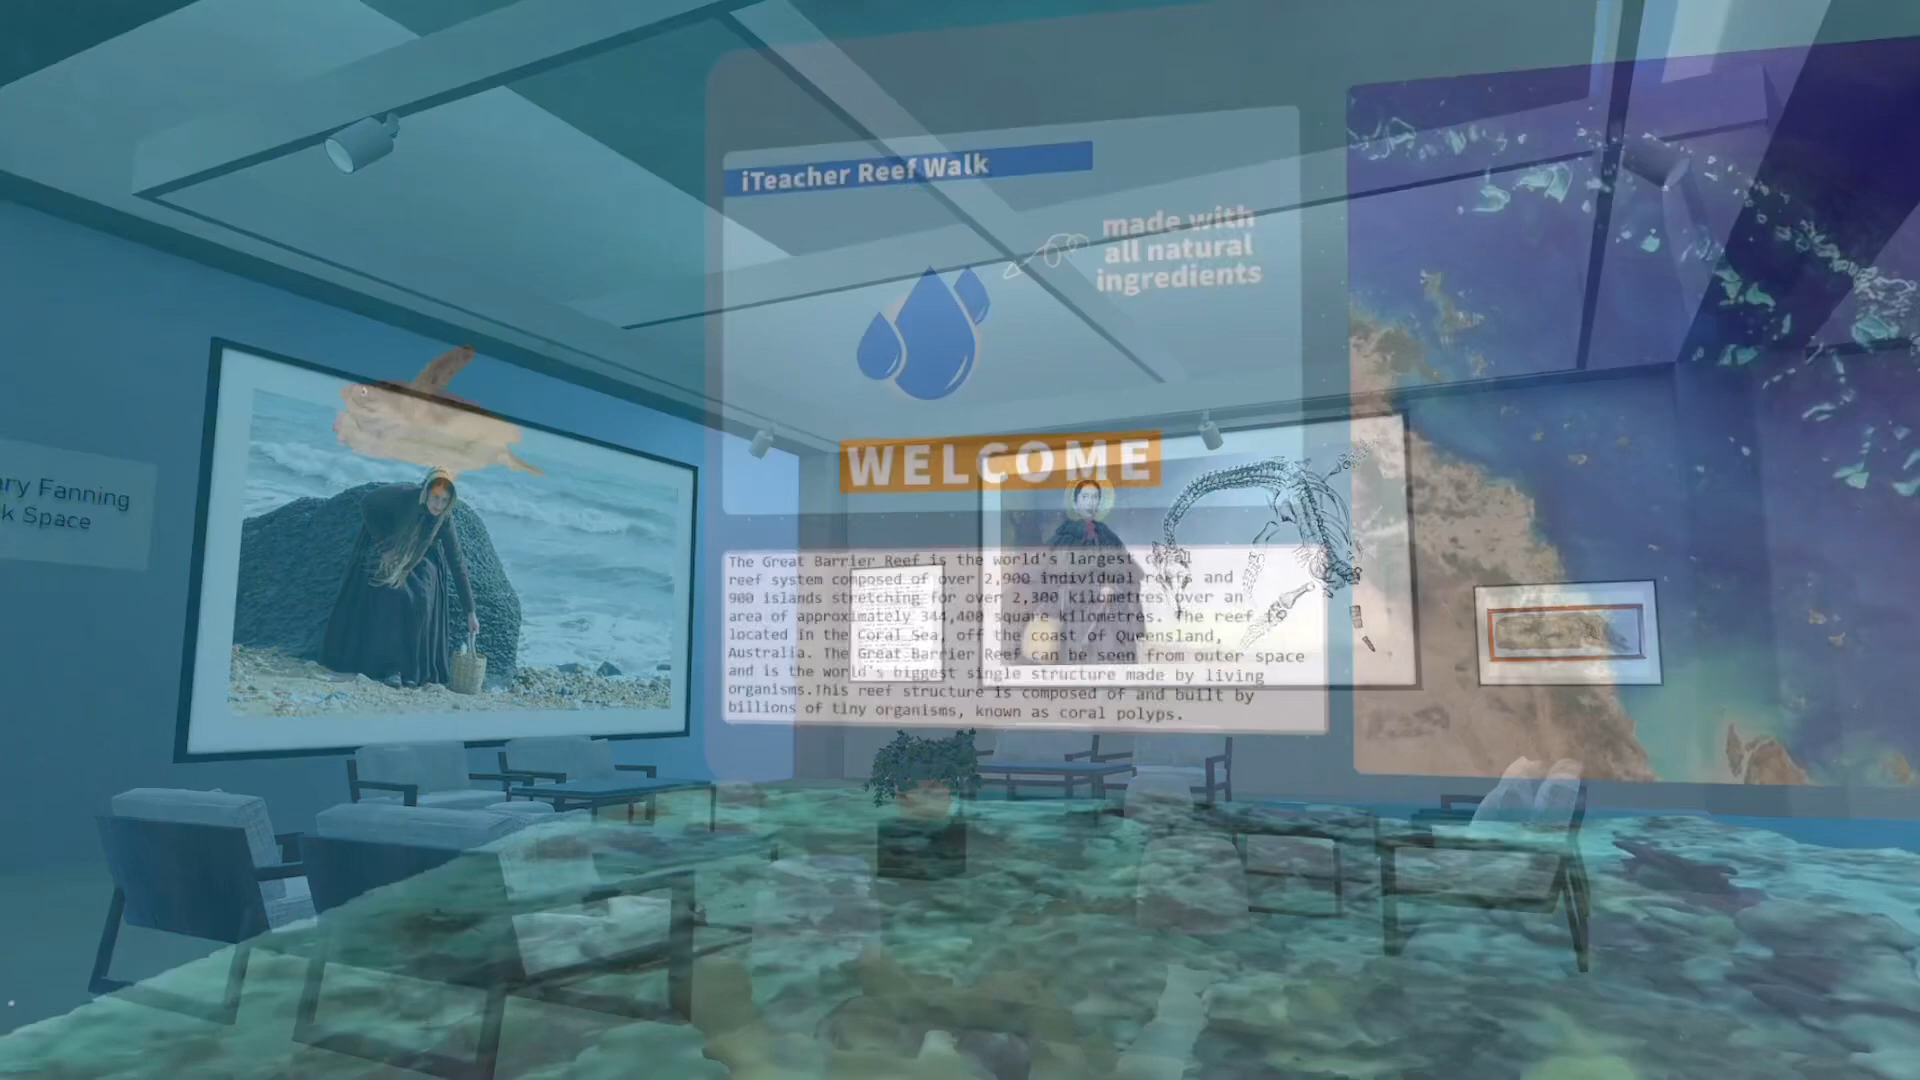 iTeacher Reef Walk
made with
all natural
ingredients
WELCOME
ary Fanning
k Space
The Great Barrier Reef is the world's largest coral
reef system composed of over 2,900 individual reefs and
900 islands stretching for over 2,300 kilometres over an
area of approximately 344,400 square kilometres. The reef is
located in the Coral Sea, off the coast of Queensland,
Australia. The Great Barrier Reef can be seen from outer space
and is the world's biggest single structure made by living
organisms.This reef structure is composed of and built by
billions of tiny organisms, known as coral polyps.